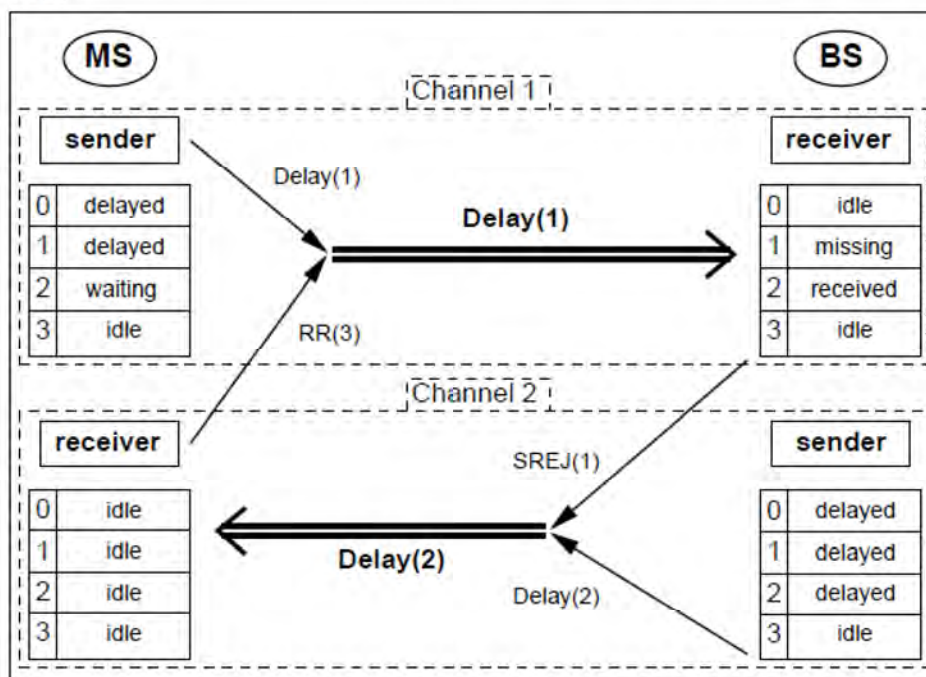 MS
BS
Channel 1
sender
receiver
Delay(1)
Delay(1)
0 delayed
1 delayed
2 waiting
3 idle
0 idle
1 missing
2 received
3 idle
RR(3)
Channel 2
receiver
sender
SREJ(1)
0 idle
1 idle
2 idle
3 idle
Delay(2)
Delay(2)
0 delayed
1 delayed
2 delayed
3 idle